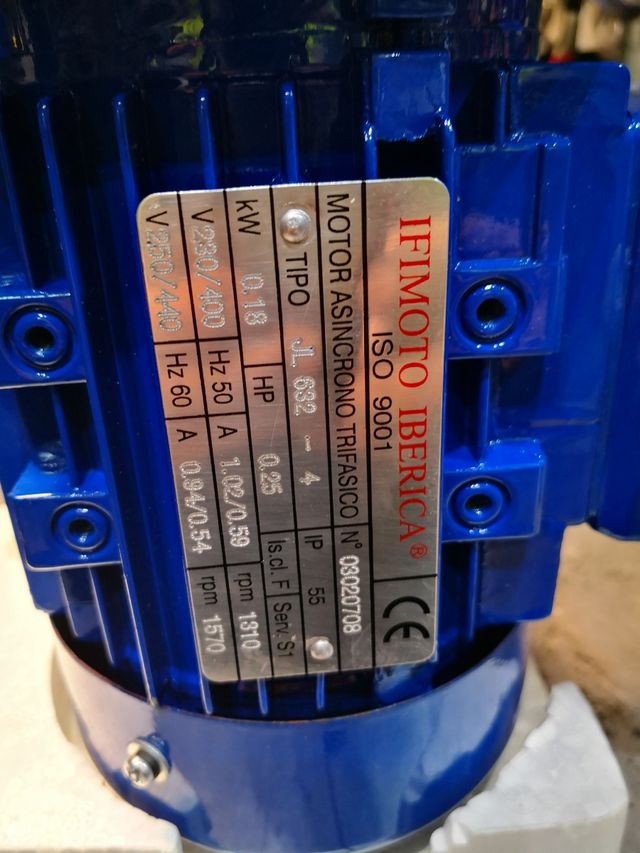 IFIMOTO IBERICA®
ISO 9001
CE
MOTOR ASINCRONO TRIFASICO Nº 03020708
TIPO JL 632 - 4 IP 55
kW 0.18 HP 0.25 Is.cl. F Serv. S1
V 230/400 Hz 50 A 1.02/0.59 rpm 1310
V 250/440 Hz 60 A 0.94/0.54 rpm 1570